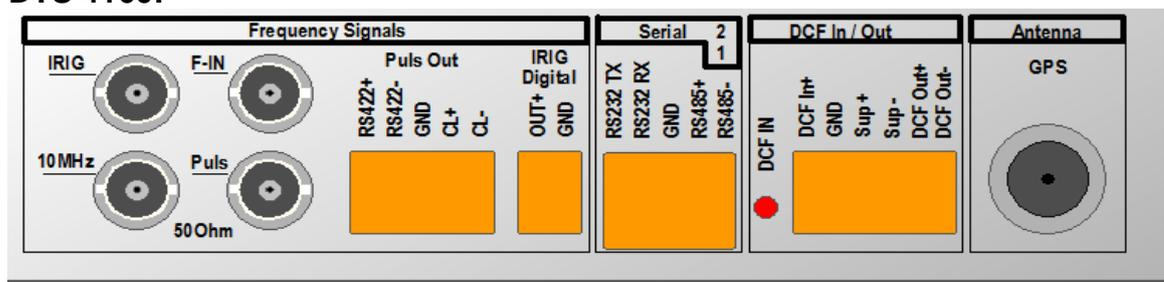 Frequency Signals
Serial 2
1
DCF In / Out
Antenna
IRIG
F-IN
Puls Out
IRIG
Digital
GPS
RS422+
RS422-
GND
CL+
CL-
OUT+
GND
RS232 TX
RS232 RX
GND
RS485+
RS485-
DCF IN
DCF In+
GND
Sup +
Sup -
DCF Out+
DCF Out-
10MHz
Puls
50 Ohm